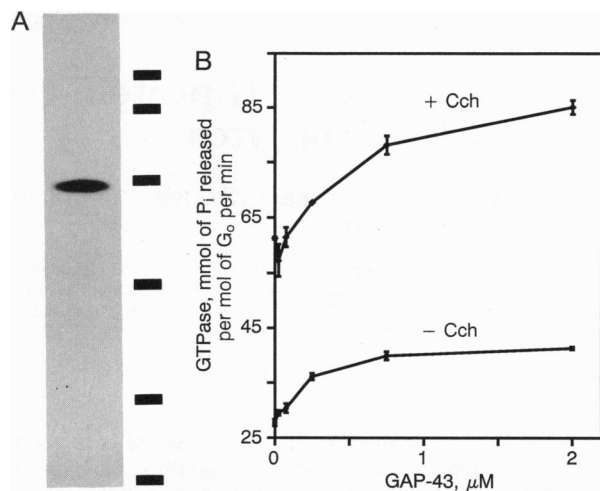 A
B
+ Cch
− Cch
GTPase, mmol of Pi released
per mol of Go per min
85
65
45
25
0
1
2
GAP-43, μM